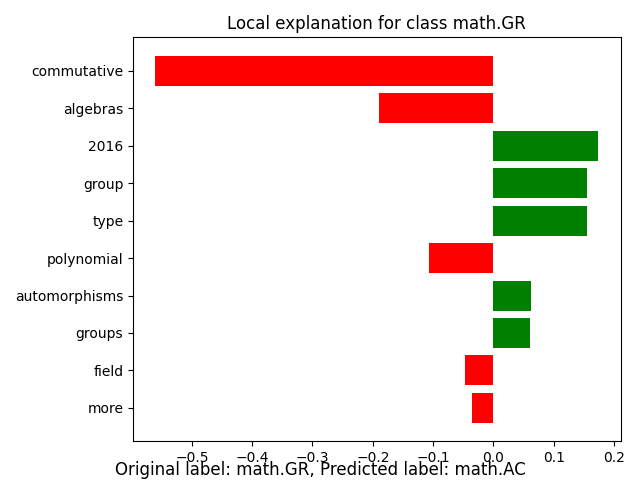 Local explanation for class math.GR
commutative
algebras
2016
group
type
polynomial
automorphisms
groups
field
more
−0.5 −0.4 −0.3 −0.2 −0.1 0.0 0.1 0.2
Original label: math.GR, Predicted label: math.AC